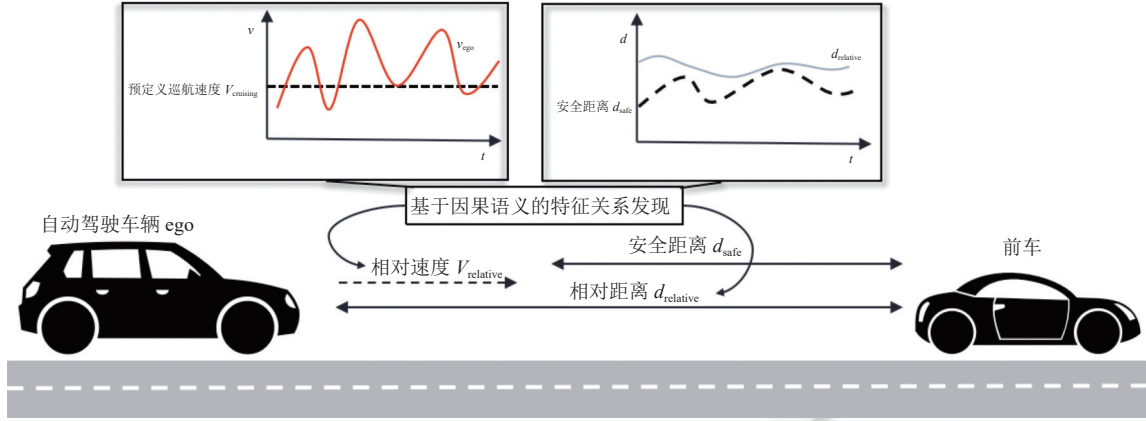 v
v_ego
预定义巡航速度 V_cruising
t
d
d_relative
安全距离 d_safe
t
基于因果语义的特征关系发现
自动驾驶车辆 ego
安全距离 d_safe
前车
相对速度 V_relative
相对距离 d_relative